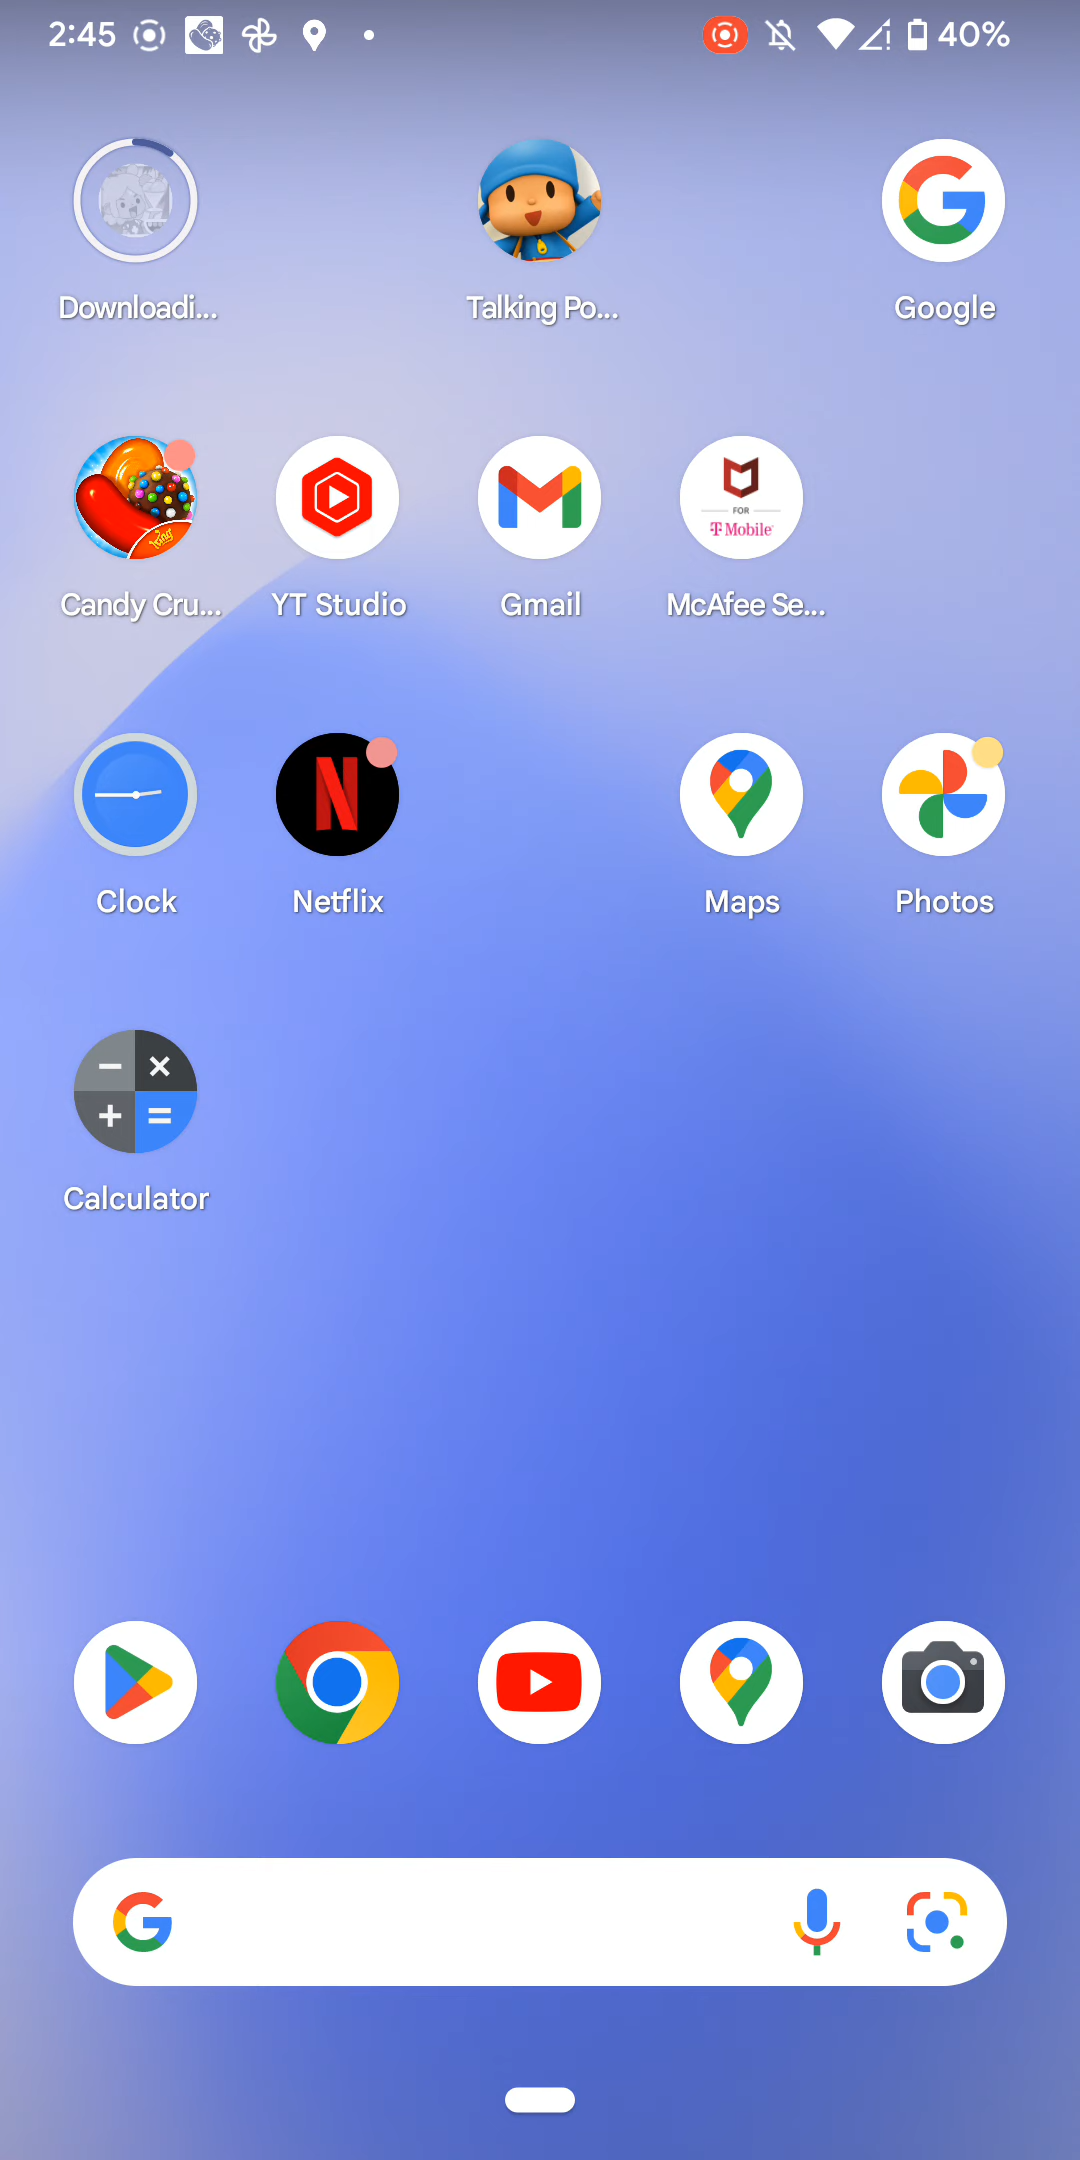 2:45 40%
Downloadi... Talking Po... Google
FOR
T Mobile
Candy Cru... YT Studio Gmail McAfee Se...
Clock Netflix Maps Photos
Calculator